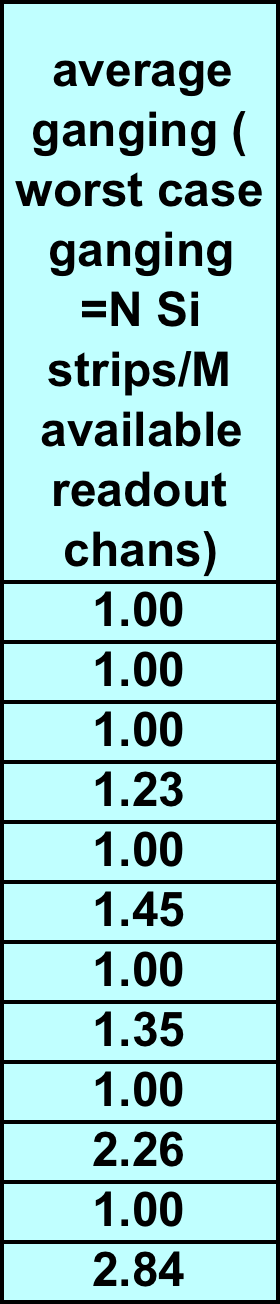 average
ganging (
worst case
ganging
=N Si
strips/M
available
readout
chans)
1.00
1.00
1.00
1.23
1.00
1.45
1.00
1.35
1.00
2.26
1.00
2.84